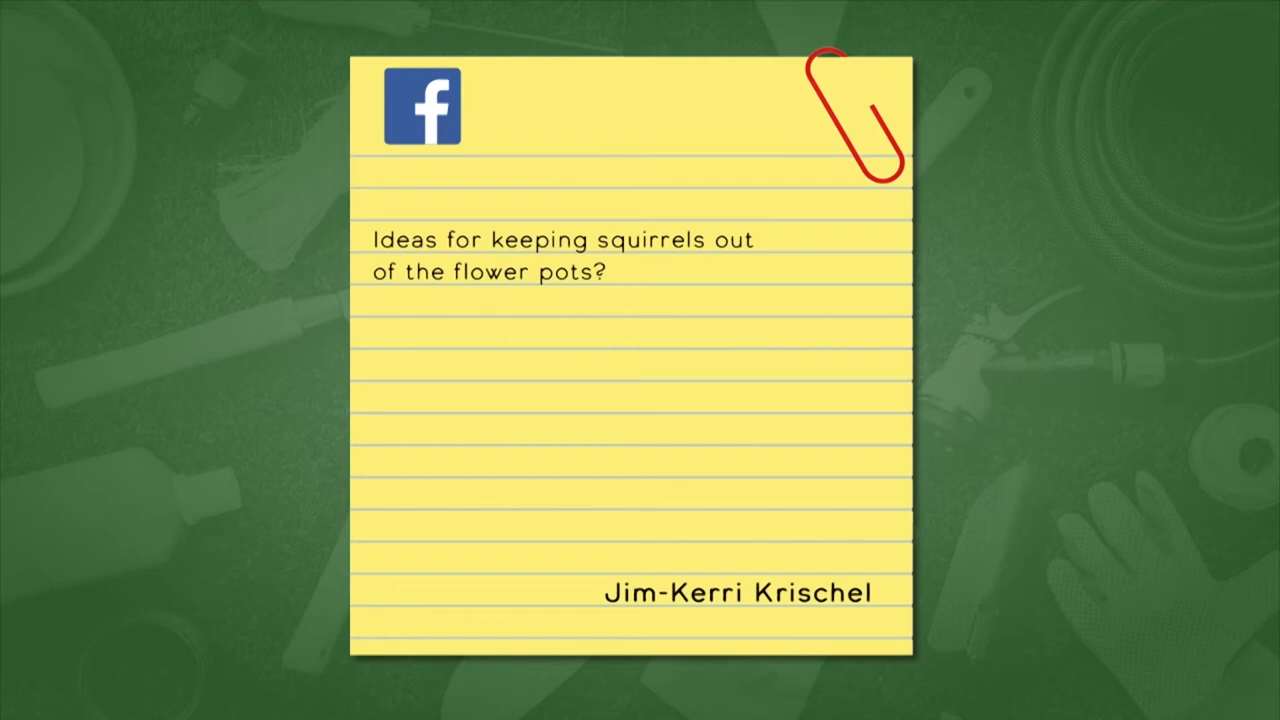 Ideas for keeping squirrels out
of the flower pots?
Jim-Kerri Krischel